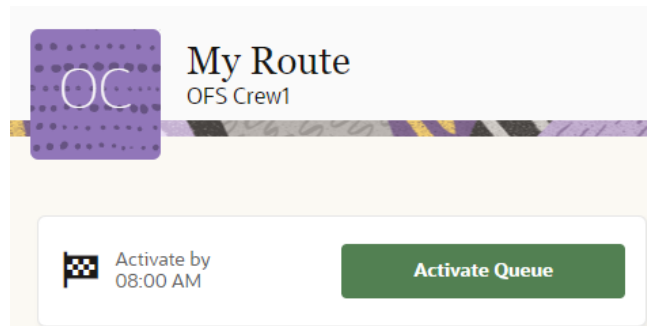 OC
My Route
OFS Crew1
Activate by
08:00 AM
Activate Queue